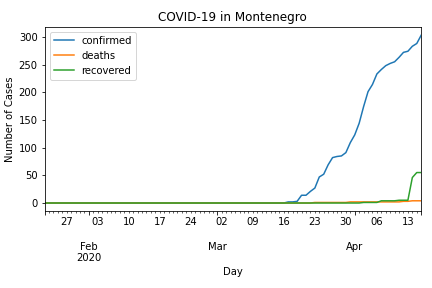 COVID-19 in Montenegro
confirmed
deaths
recovered
Number of Cases
300
250
200
150
100
50
0
27 03 10 17 24 02 09 16 23 30 06 13
Feb Mar Apr
2020
Day